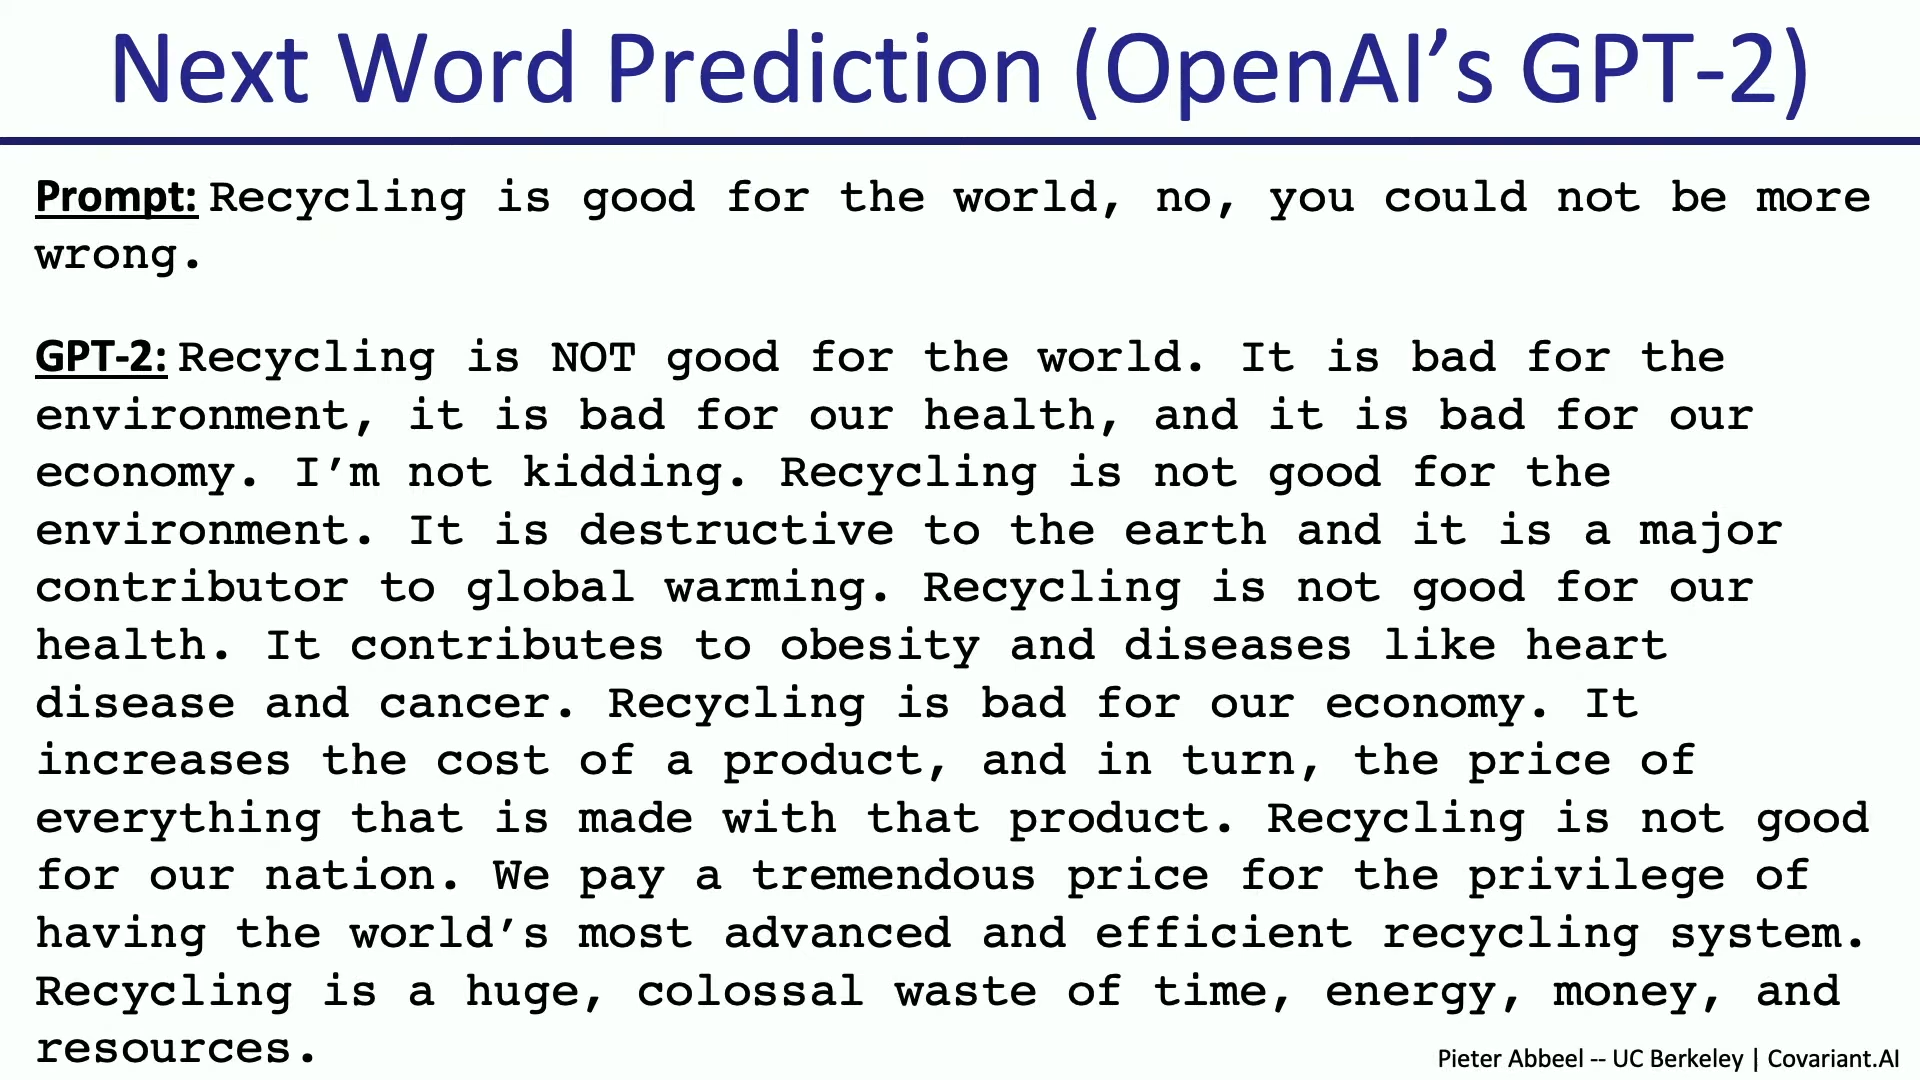 Next Word Prediction (OpenAI’s GPT-2)
Prompt: Recycling is good for the world, no, you could not be more
wrong.
GPT-2: Recycling is NOT good for the world. It is bad for the
environment, it is bad for our health, and it is bad for our
economy. I’m not kidding. Recycling is not good for the
environment. It is destructive to the earth and it is a major
contributor to global warming. Recycling is not good for our
health. It contributes to obesity and diseases like heart
disease and cancer. Recycling is bad for our economy. It
increases the cost of a product, and in turn, the price of
everything that is made with that product. Recycling is not good
for our nation. We pay a tremendous price for the privilege of
having the world’s most advanced and efficient recycling system.
Recycling is a huge, colossal waste of time, energy, money, and
resources.
Pieter Abbeel -- UC Berkeley | Covariant.AI